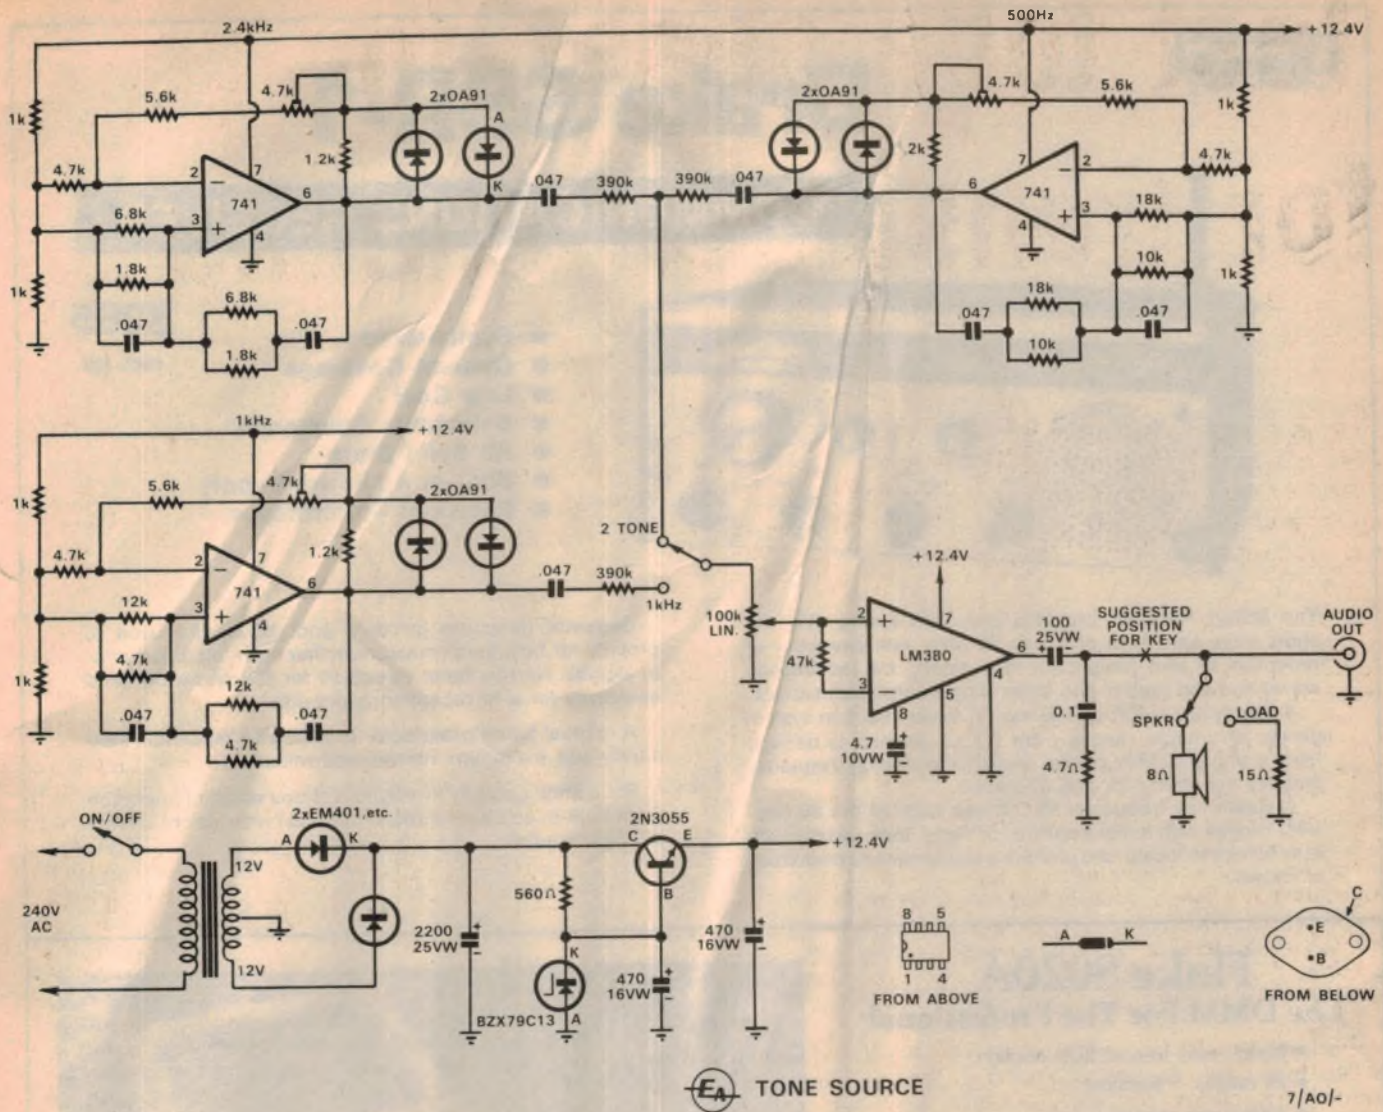 2.4kHz
500Hz
+12.4V
1k
5.6k
4.7k
2xOA91
A
K
1.2k
4.7k
2
7
741
6
3
4
6.8k
1.8k
.047
6.8k
1.8k
.047
1k
.047
390k
390k
.047
2xOA91
.2k
4.7k
5.6k
1k
7
2
4.7k
6
741
3
4
18k
10k
.047
18k
10k
.047
1k
1kHz
+12.4V
1k
5.6k
4.7k
2xOA91
1.2k
4.7k
2
7
741
6
3
4
12k
4.7k
.047
12k
4.7k
.047
1k
.047
390k
2 TONE
1kHz
100k
LIN.
47k
+12.4V
2
7
LM380
6
3
8
5
4
4.7
10VW
100
25VW
SUGGESTED
POSITION
FOR KEY
AUDIO
OUT
0.1
4.7Ω
SPKR
LOAD
8Ω
15Ω
ON/OFF
240V
AC
12V
12V
2xEM401,etc.
A
K
2200
25VW
560Ω
2N3055
C
E
B
K
BZX79C13
A
470
16VW
470
16VW
+12.4V
8 5
1 4
FROM ABOVE
A K
C
E
B
FROM BELOW
EA TONE SOURCE
7/AO/-